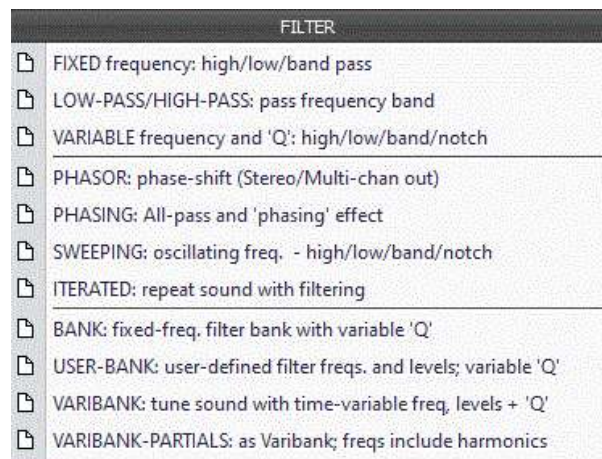 FILTER
FIXED frequency: high/low/band pass
LOW-PASS/HIGH-PASS: pass frequency band
VARIABLE frequency and 'Q': high/low/band/notch
PHASOR: phase-shift (Stereo/Multi-chan out)
PHASING: All-pass and 'phasing' effect
SWEEPING: oscillating freq. - high/low/band/notch
ITERATED: repeat sound with filtering
BANK: fixed-freq. filter bank with variable 'Q'
USER-BANK: user-defined filter freqs. and levels; variable 'Q'
VARIBANK: tune sound with time-variable freq, levels + 'Q'
VARIBANK-PARTIALS: as Varibank; freqs include harmonics